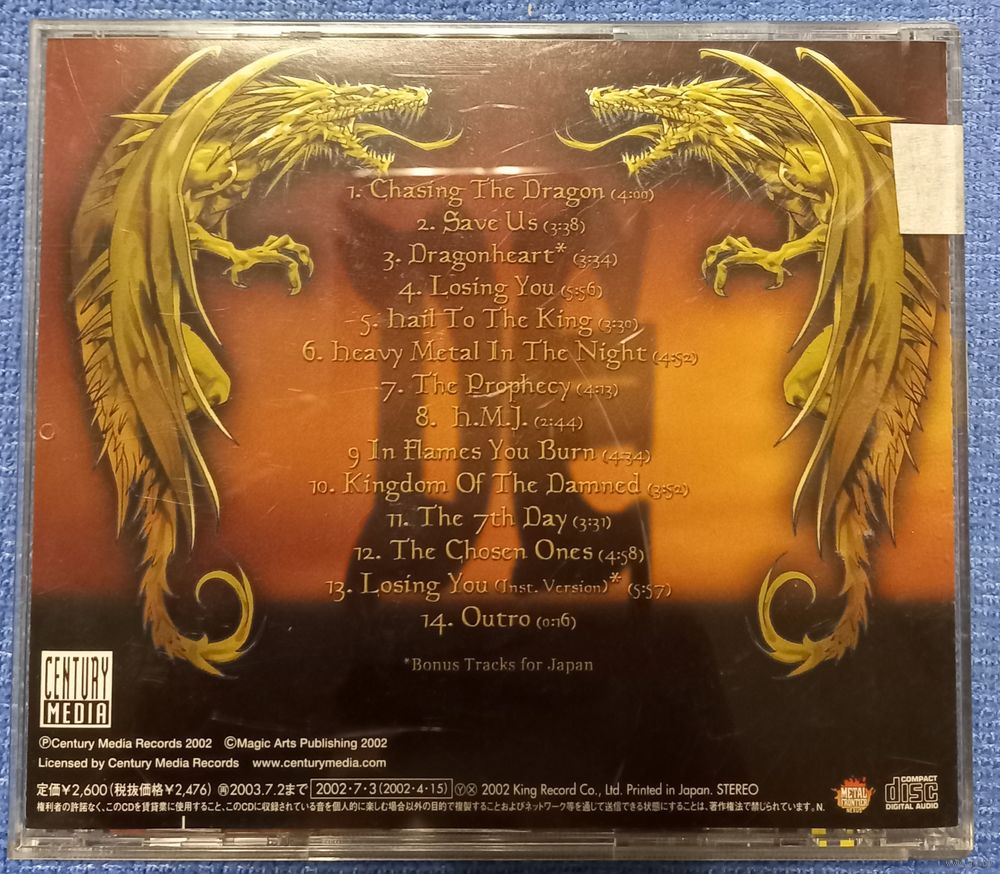 1. Chasing The Dragon (4:00)
2. Save Us (3:38)
3. Dragonheart* (3:34)
4. Losing You (5:56)
5. Hail To The King (3:30)
6. Heavy Metal In The Night (4:52)
7. The Prophecy (4:13)
8. H.M.J. (2:44)
9 In Flames You Burn (4:34)
10. Kingdom Of The Damned (3:52)
11. The 7th Day (3:31)
12. The Chosen Ones (4:58)
13. Losing You (Inst. Version)* (5:57)
14. Outro (0:16)
*Bonus Tracks for Japan
CENTURY
MEDIA
ⓅCentury Media Records 2002 ©Magic Arts Publishing 2002
Licensed by Century Media Records www.centurymedia.com
定価¥2,600(税抜価格¥2,476) 2003.7.2まで 2002・7・3(2002・4・15) ⓎⓍ 2002 King Record Co., Ltd. Printed in Japan. STEREO
権利者の許諾なく、このCDを賃貸業に使用すること、このCDに収録されている音を個人的に楽しむ場合以外の目的で複製することおよびネットワーク等を通じて送信できる状態にすることは、著作権法で禁じられています。N.
METAL
FRONTIER
COMPACT
disc
DIGITAL AUDIO